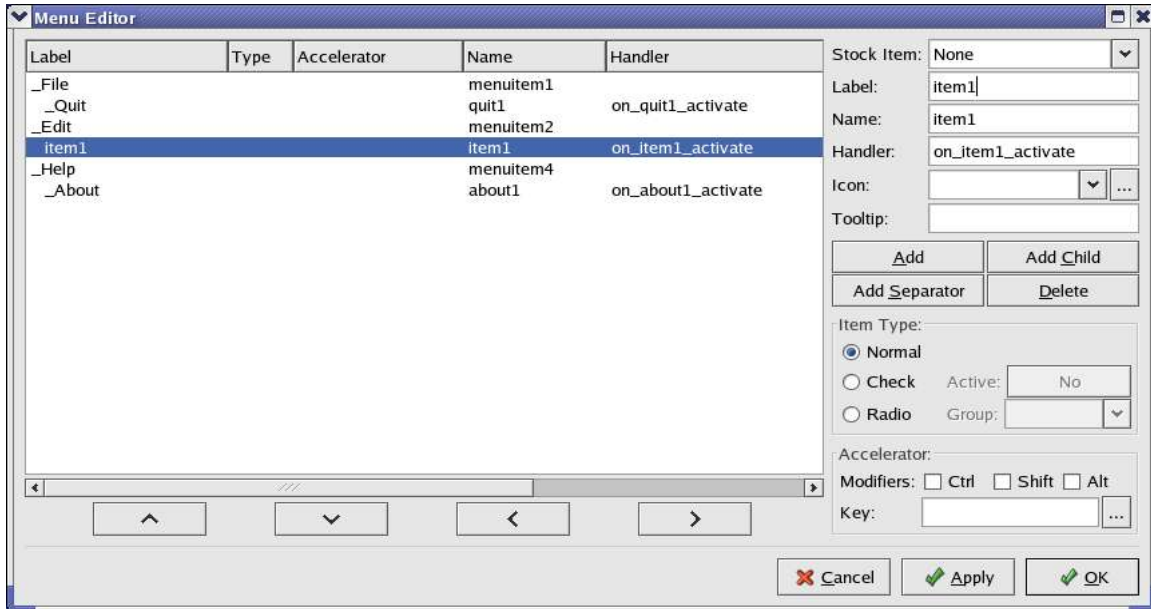 Menu Editor
Label Type Accelerator Name Handler
_File menuitem1
_Quit quit1 on_quit1_activate
_Edit menuitem2
item1 item1 on_item1_activate
_Help menuitem4
_About about1 on_about1_activate
Stock Item: None
Label: item1
Name: item1
Handler: on_item1_activate
Icon: ...
Tooltip:
Add Add Child
Add Separator Delete
Item Type:
Normal
Check Active: No
Radio Group:
Accelerator:
Modifiers: Ctrl Shift Alt
Key: ...
Cancel Apply OK